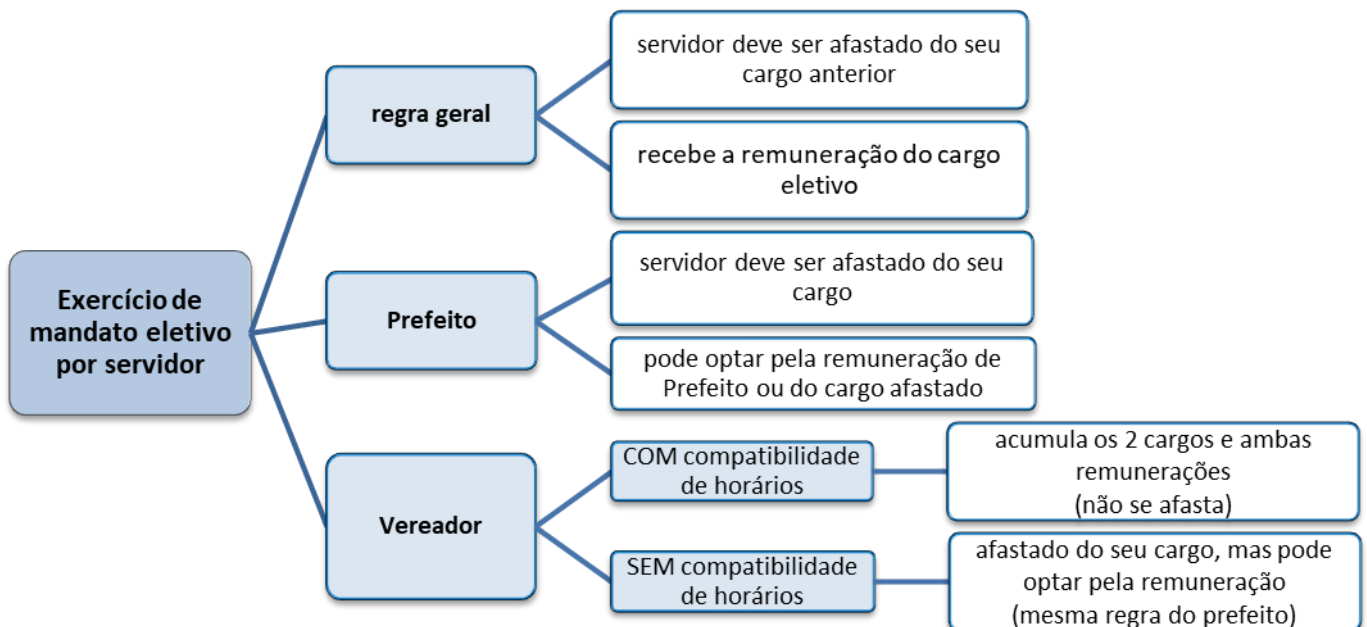 Exercício de
mandato eletivo
por servidor
regra geral
servidor deve ser afastado do seu
cargo anterior
recebe a remuneração do cargo
eletivo
Prefeito
servidor deve ser afastado do seu
cargo
pode optar pela remuneração de
Prefeito ou do cargo afastado
Vereador
COM compatibilidade
de horários
acumula os 2 cargos e ambas
remunerações
(não se afasta)
SEM compatibilidade
de horários
afastado do seu cargo, mas pode
optar pela remuneração
(mesma regra do prefeito)